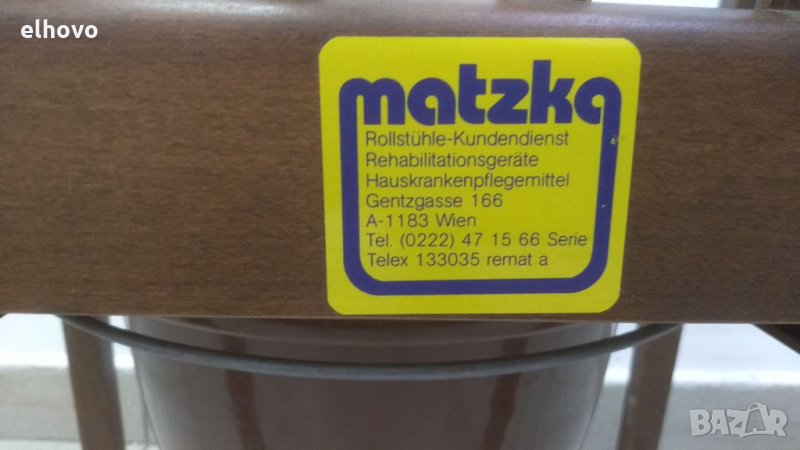 elhovo
matzka
Rollstühle-Kundendienst
Rehabilitationsgeräte
Hauskrankenpflegemittel
Gentzgasse 166
A-1183 Wien
Tel. (0222) 47 15 66 Serie
Telex 133035 remat a
BAZAR